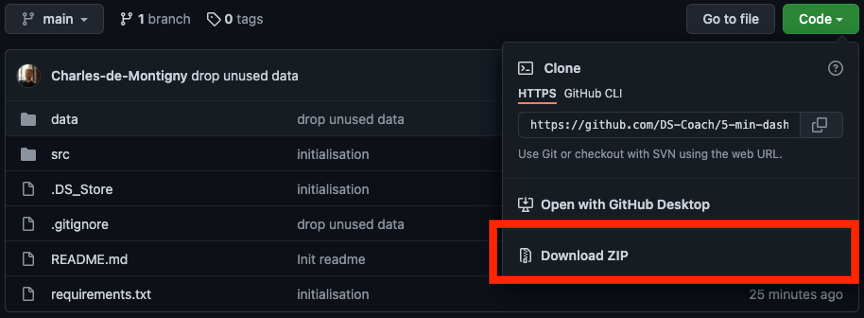 main 1 branch 0 tags Go to file Code
Charles-de-Montigny drop unused data
Clone
HTTPS GitHub CLI
data drop unused data
https://github.com/DS-Coach/5-min-dash
src initialisation
Use Git or checkout with SVN using the web URL.
.DS_Store initialisation
Open with GitHub Desktop
.gitignore drop unused data
README.md Init readme
Download ZIP
requirements.txt initialisation 25 minutes ago